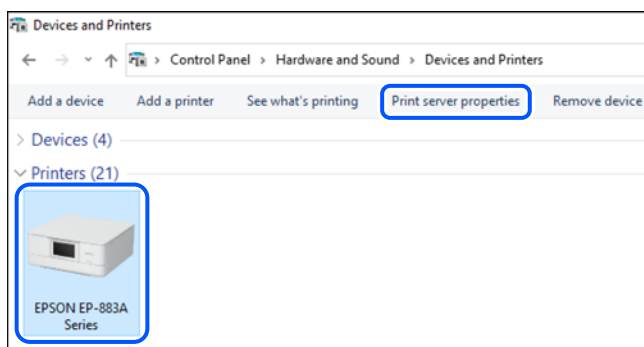 Devices and Printers
Control Panel > Hardware and Sound > Devices and Printers
Add a device Add a printer See what's printing Print server properties Remove device
Devices (4)
Printers (21)
EPSON EP-883A
Series